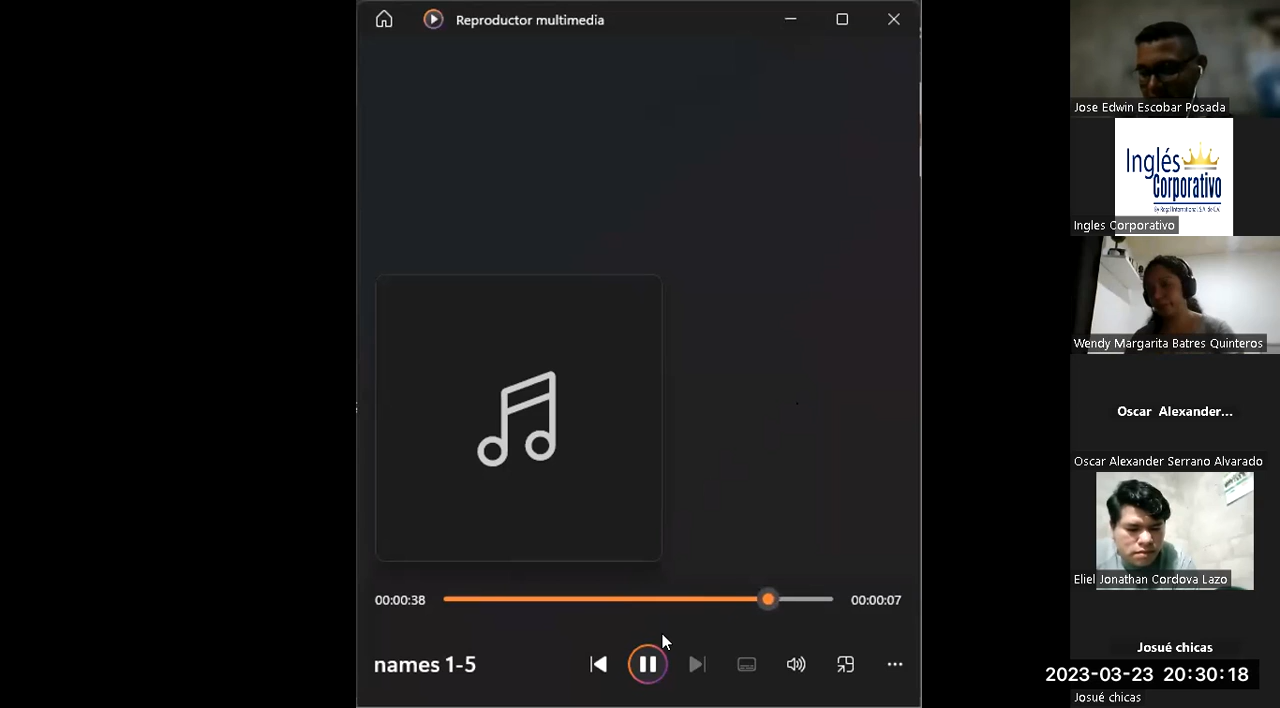 Reproductor multimedia
00:00:38
00:00:07
names 1-5
Jose Edwin Escobar Posada
Inglés
Corporativo
Ingles Corporativo
Wendy Margarita Batres Quinteros
Oscar Alexander...
Oscar Alexander Serrano Alvarado
Eliel Jonathan Cordova Lazo
Josué chicas
2023-03-23 20:30:18
Josué chicas